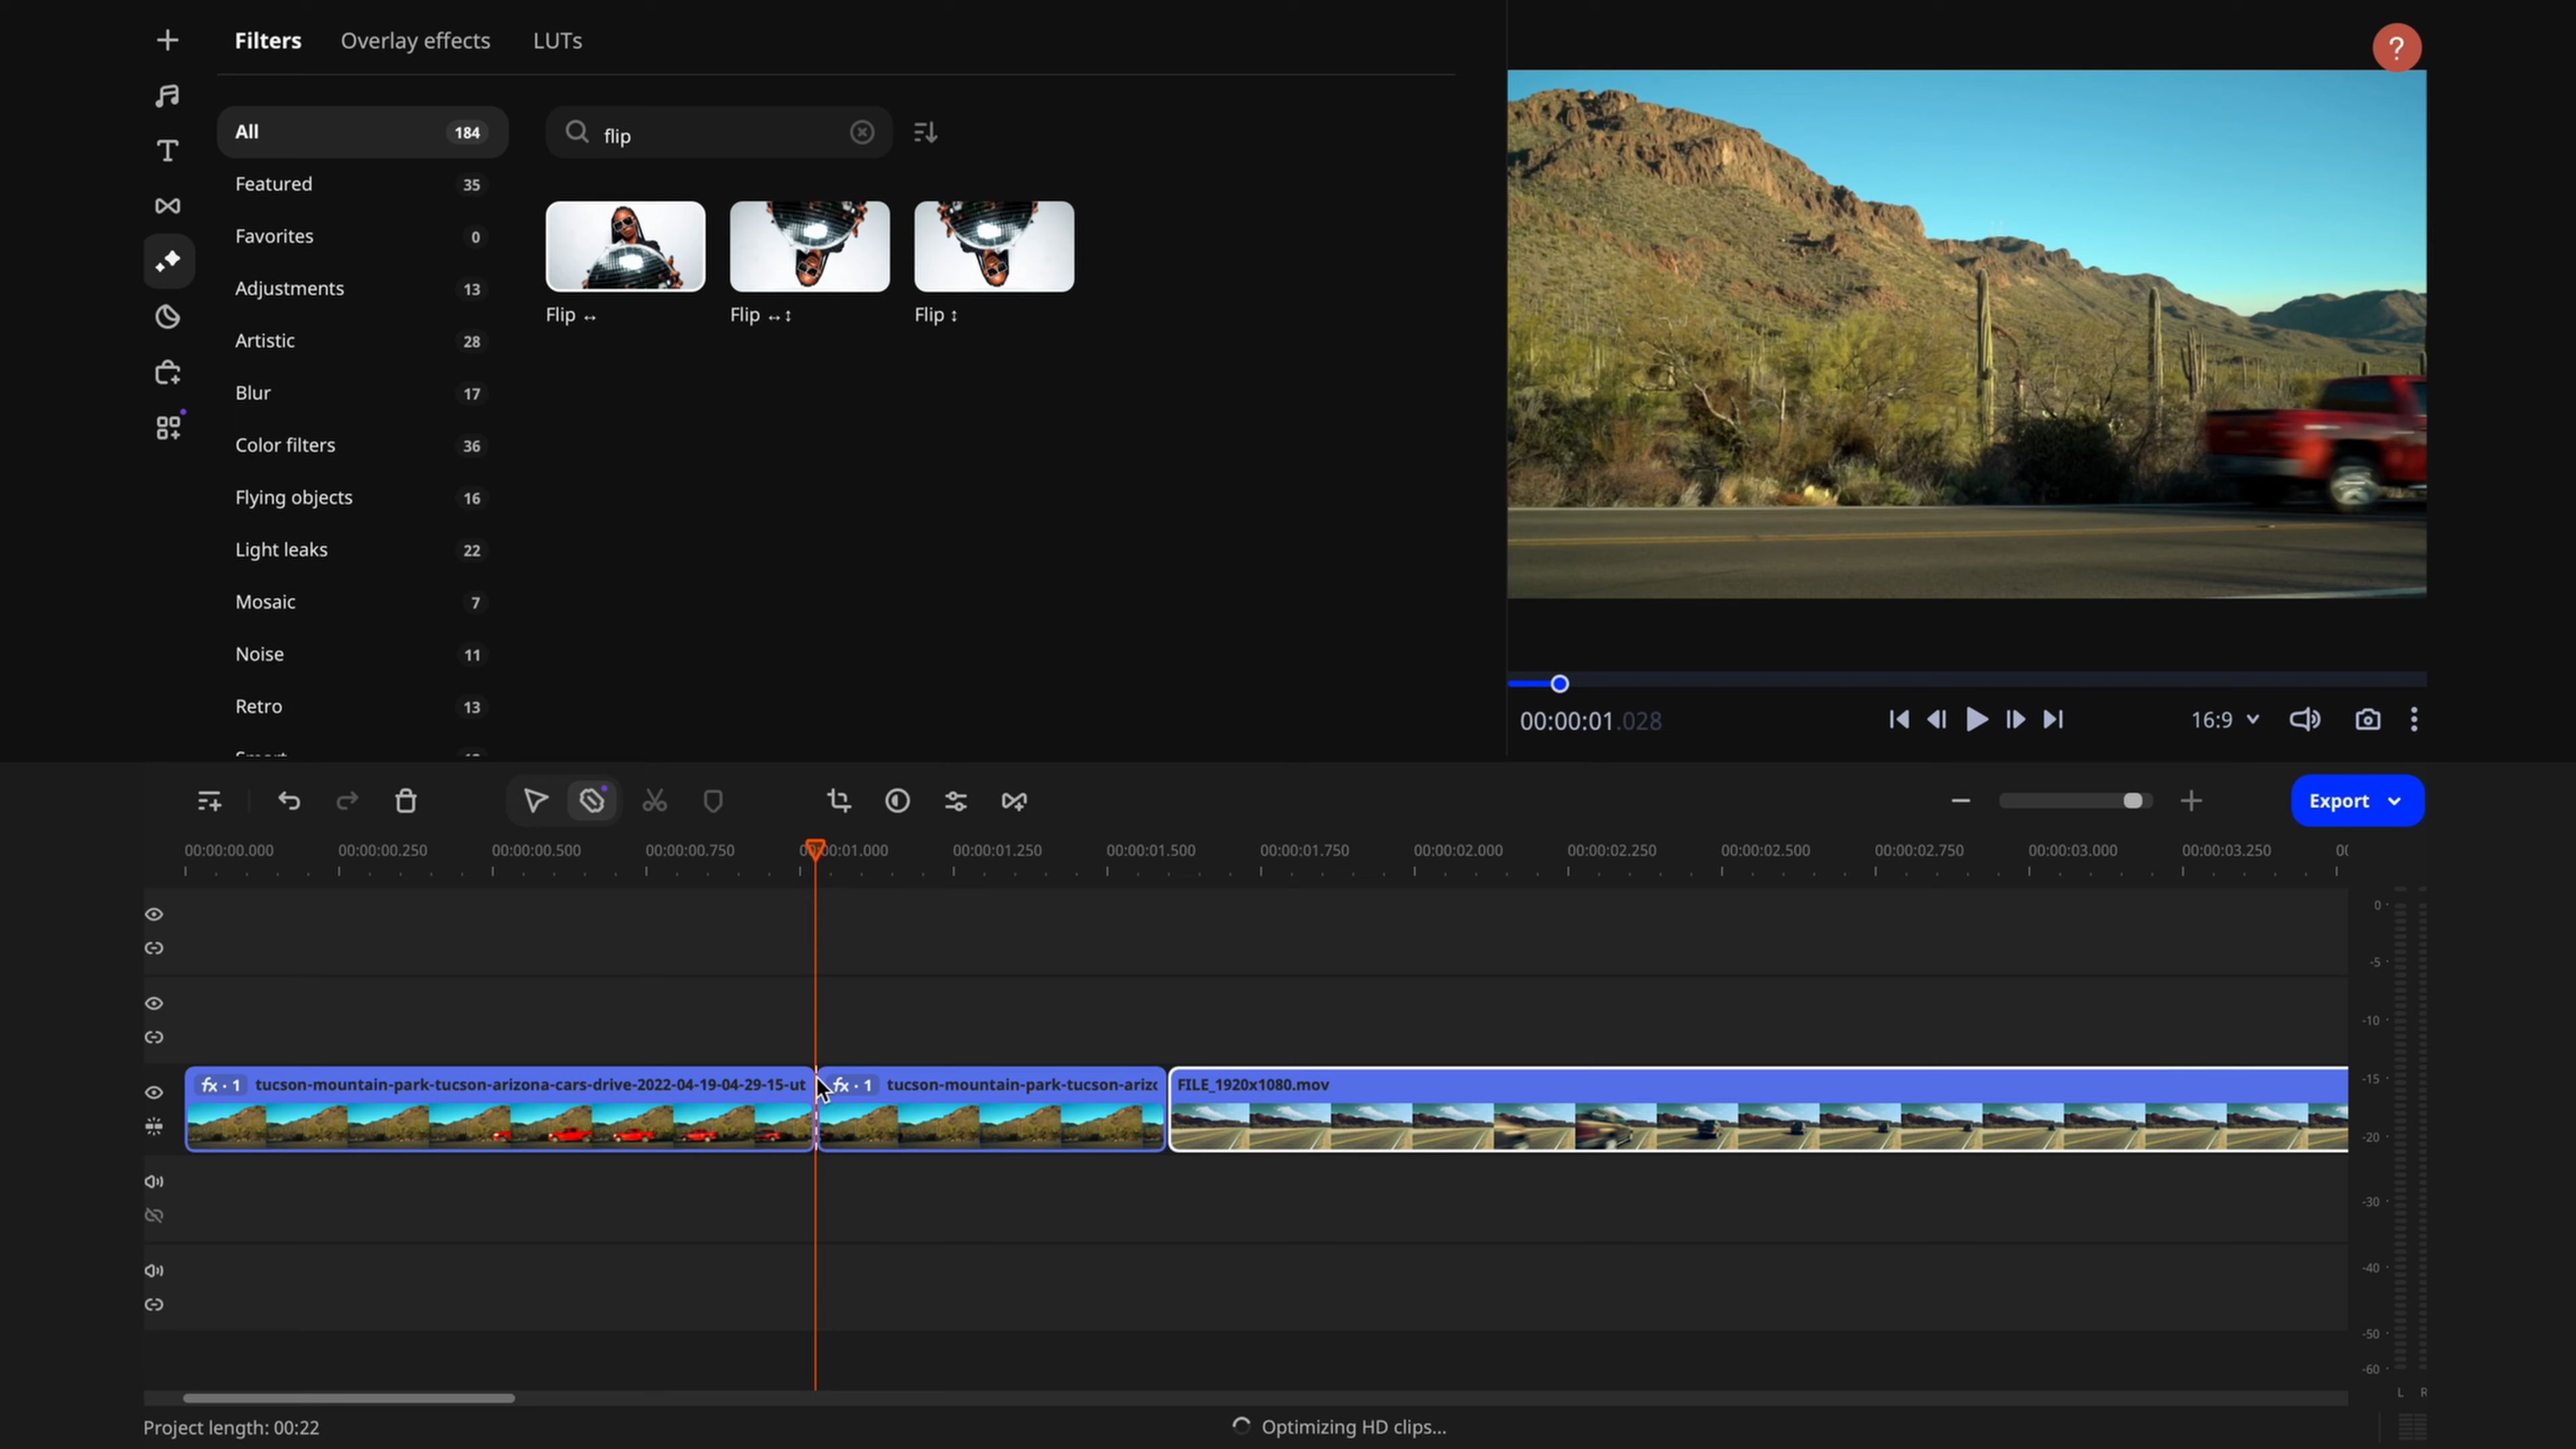 Filters Overlay effects LUTs
?
All 184
flip
Featured 35
Favorites 0
Adjustments 13
Artistic 28
Blur 17
Color filters 36
Flying objects 16
Light leaks 22
Mosaic 7
Noise 11
Retro 13
Flip ↔
Flip ↔↕
Flip ↕
00:00:01.028
16:9
Export
00:00:00.000 00:00:00.250 00:00:00.500 00:00:00.750 00:00:01.000 00:00:01.250 00:00:01.500 00:00:01.750 00:00:02.000 00:00:02.250 00:00:02.500 00:00:02.750 00:00:03.000 00:00:03.250
fx · 1 tucson-mountain-park-tucson-arizona-cars-drive-2022-04-19-04-29-15-ut
fx · 1 tucson-mountain-park-tucson-arizo
FILE_1920x1080.mov
0
-5
-10
-15
-20
-30
-40
-50
-60
L R
Project length: 00:22
Optimizing HD clips...